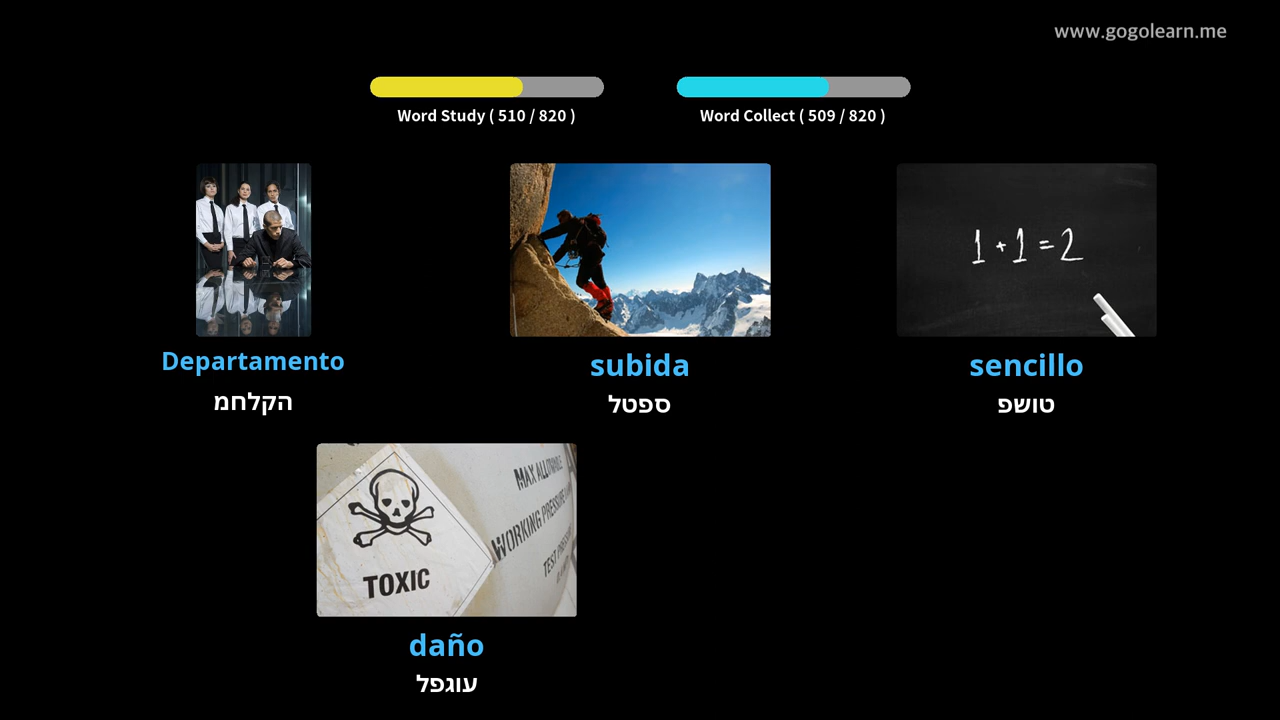 www.gogolearn.me
Word Study ( 510 / 820 )
Word Collect ( 509 / 820 )
Departamento
הקלחמ
subida
ספטל
sencillo
טושפ
1 + 1 = 2
TOXIC
MAX ALLOWABLE
WORKING PRESSURE
daño
עוגפל